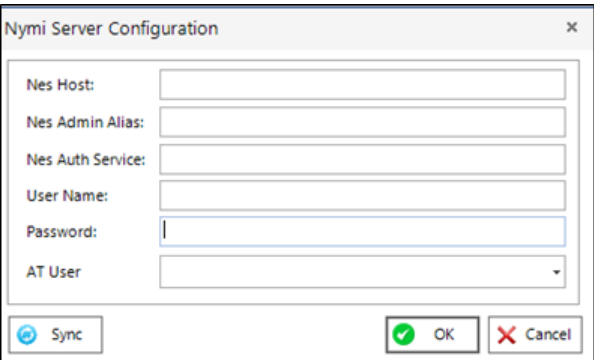 Nymi Server Configuration
Nes Host:
Nes Admin Alias:
Nes Auth Service:
User Name:
Password:
AT User
Sync
OK
Cancel